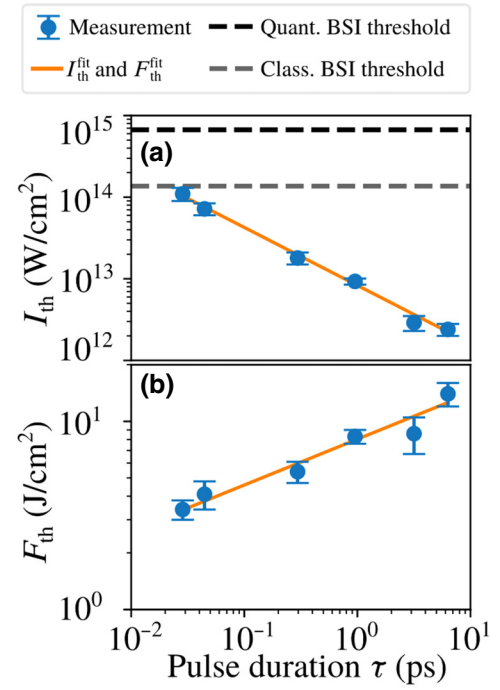 Measurement
Quant. BSI threshold
I_th^fit and F_th^fit
Class. BSI threshold
(a)
10^15
10^14
10^13
10^12
I_th (W/cm^2)
(b)
10^1
10^0
F_th (J/cm^2)
10^-2 10^-1 10^0 10^1
Pulse duration τ (ps)